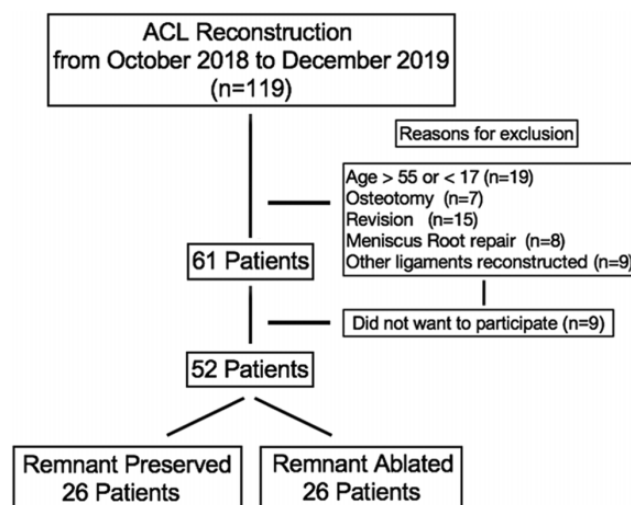 ACL Reconstruction
from October 2018 to December 2019
(n=119)
Reasons for exclusion
Age > 55 or < 17 (n=19)
Osteotomy (n=7)
Revision (n=15)
Meniscus Root repair (n=8)
Other ligaments reconstructed (n=9)
61 Patients
Did not want to participate (n=9)
52 Patients
Remnant Preserved
26 Patients
Remnant Ablated
26 Patients